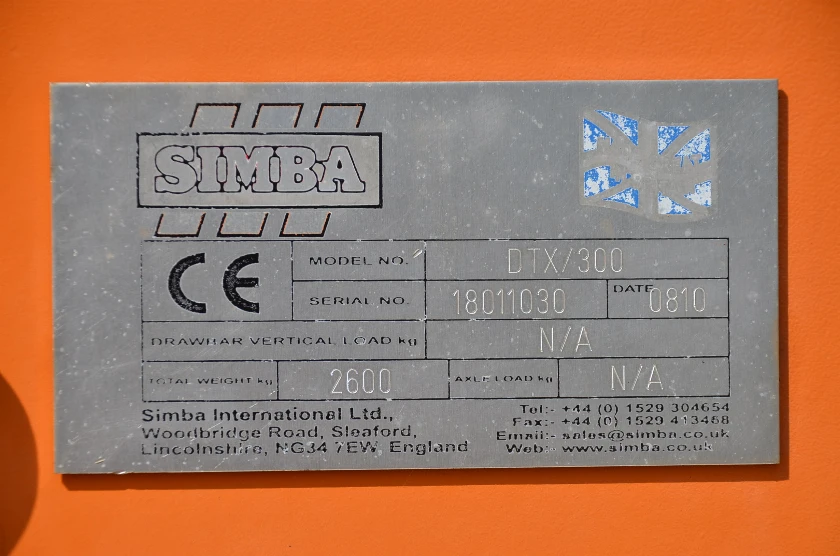 SIMBA
CE
MODEL NO. DTX/300
SERIAL NO. 18011030 DATE 0810
DRAWBAR VERTICAL LOAD kg N/A
TOTAL WEIGHT kg 2600 AXLE LOAD kg N/A
Simba International Ltd.,
Woodbridge Road, Sleaford,
Lincolnshire, NG34 7EW, England
Tel:- +44 (0) 1529 304654
Fax:- +44 (0) 1529 413468
Email:- sales@simba.co.uk
Web:- www.simba.co.uk